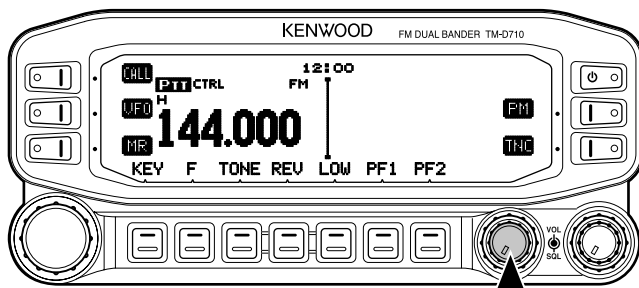 KENWOOD FM DUAL BANDER TM-D710
12:00
CALL PTT CTRL FM
H
VFO PM
144.000
MR TNC
KEY F TONE REV LOW PF1 PF2
VOL
SQL